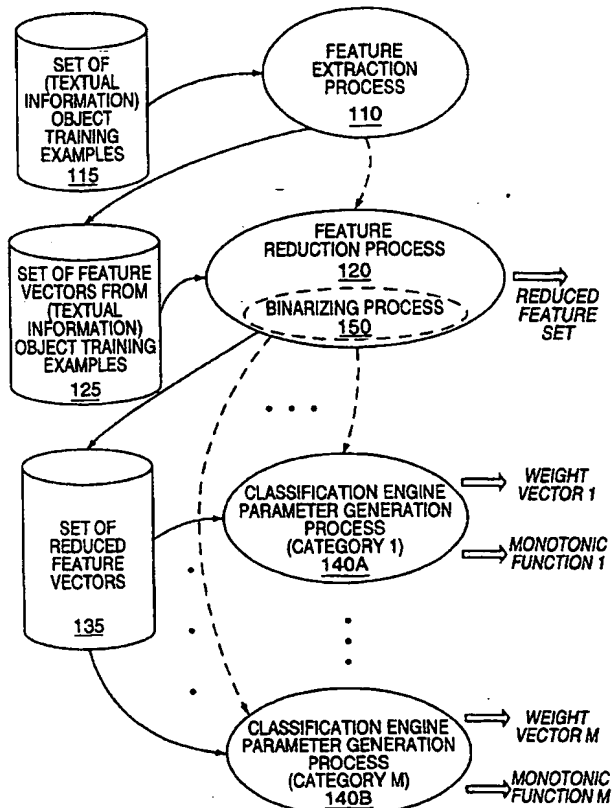 SET OF
(TEXTUAL
INFORMATION)
OBJECT
TRAINING
EXAMPLES
115
FEATURE
EXTRACTION
PROCESS
110
SET OF FEATURE
VECTORS FROM
(TEXTUAL
INFORMATION)
OBJECT TRAINING
EXAMPLES
125
FEATURE
REDUCTION PROCESS
120
BINARIZING PROCESS
150
REDUCED
FEATURE
SET
SET OF
REDUCED
FEATURE
VECTORS
135
CLASSIFICATION ENGINE
PARAMETER GENERATION
PROCESS
(CATEGORY 1)
140A
WEIGHT
VECTOR 1
MONOTONIC
FUNCTION 1
CLASSIFICATION ENGINE
PARAMETER GENERATION
PROCESS
(CATEGORY M)
140B
WEIGHT
VECTOR M
MONOTONIC
FUNCTION M